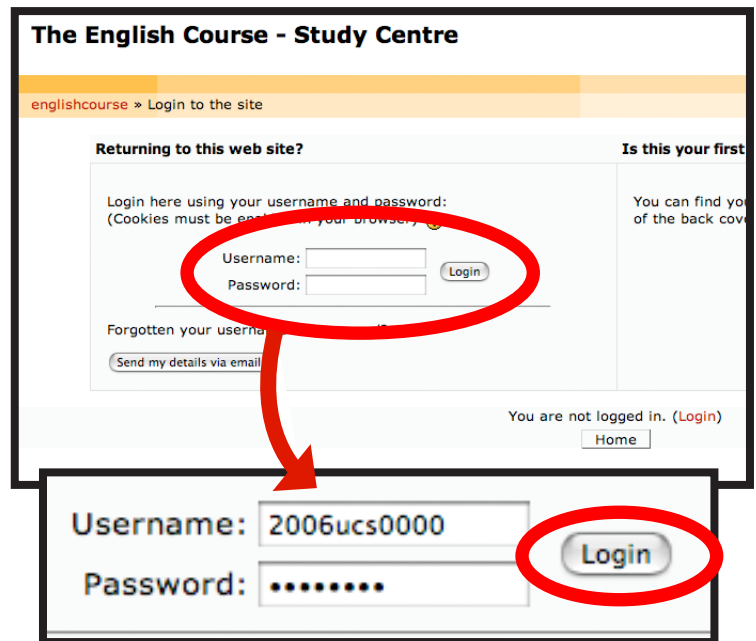 The English Course - Study Centre
englishcourse » Login to the site
Returning to this web site?
Is this your first
Login here using your username and password:
(Cookies must be in your browser)
You can find
of the back
Username:
Password:
Login
Forgotten your
Send my details via email
You are not logged in. (Login)
Home
Username: 2006ucs0000
Password: ••••••••
Login